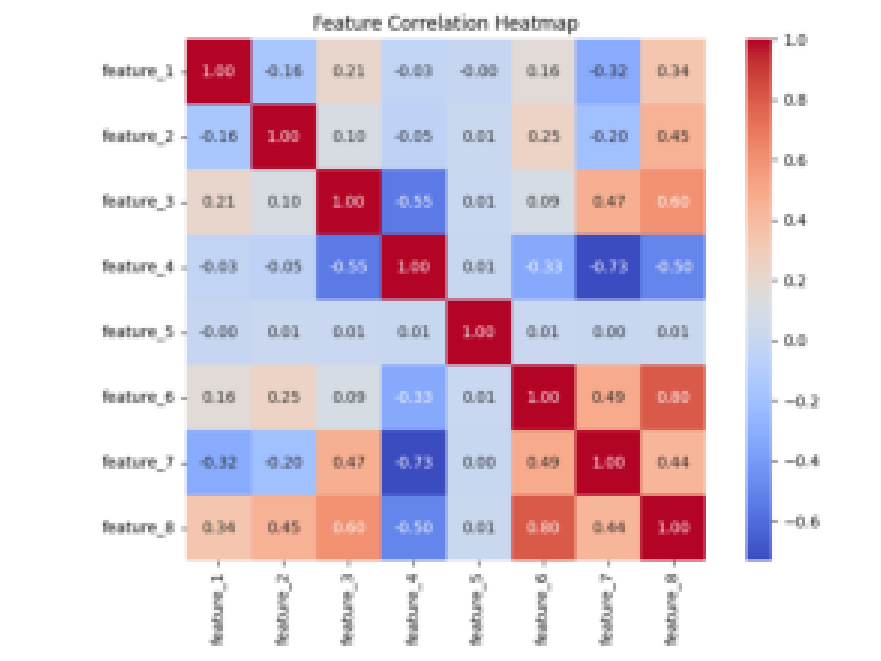 Feature Correlation Heatmap
feature_1 1.00 -0.16 0.21 -0.03 -0.00 0.16 -0.32 0.34
feature_2 -0.16 1.00 0.10 -0.05 0.01 0.25 -0.20 0.45
feature_3 0.21 0.10 1.00 -0.55 0.01 0.09 0.47 0.60
feature_4 -0.03 -0.05 -0.55 1.00 0.01 -0.33 -0.73 -0.50
feature_5 -0.00 0.01 0.01 0.01 1.00 0.01 0.00 0.01
feature_6 0.16 0.25 0.09 -0.33 0.01 1.00 0.49 0.80
feature_7 -0.32 -0.20 0.47 -0.73 0.00 0.49 1.00 0.44
feature_8 0.34 0.45 0.60 -0.50 0.01 0.80 0.44 1.00
feature_1 feature_2 feature_3 feature_4 feature_5 feature_6 feature_7 feature_8
1.0
0.8
0.6
0.4
0.2
0.0
−0.2
−0.4
−0.6